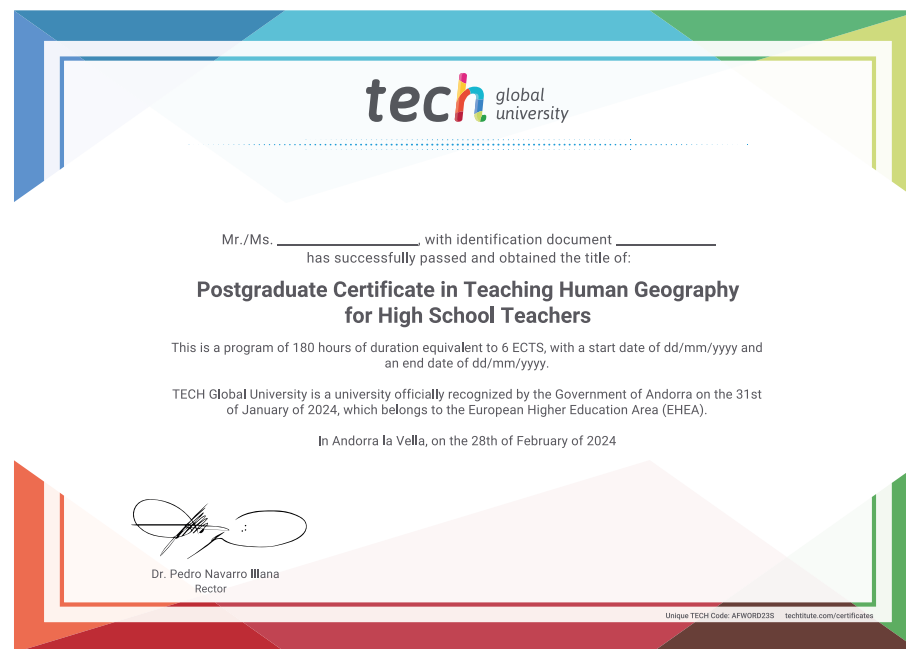 tech global
university
Mr./Ms. ____________________, with identification document ______________
has successfully passed and obtained the title of:
Postgraduate Certificate in Teaching Human Geography
for High School Teachers
This is a program of 180 hours of duration equivalent to 6 ECTS, with a start date of dd/mm/yyyy and
an end date of dd/mm/yyyy.
TECH Global University is a university officially recognized by the Government of Andorra on the 31st
of January of 2024, which belongs to the European Higher Education Area (EHEA).
In Andorra la Vella, on the 28th of February of 2024
Dr. Pedro Navarro Illana
Rector
Unique TECH Code: AFWORD23S techtitute.com/certificates